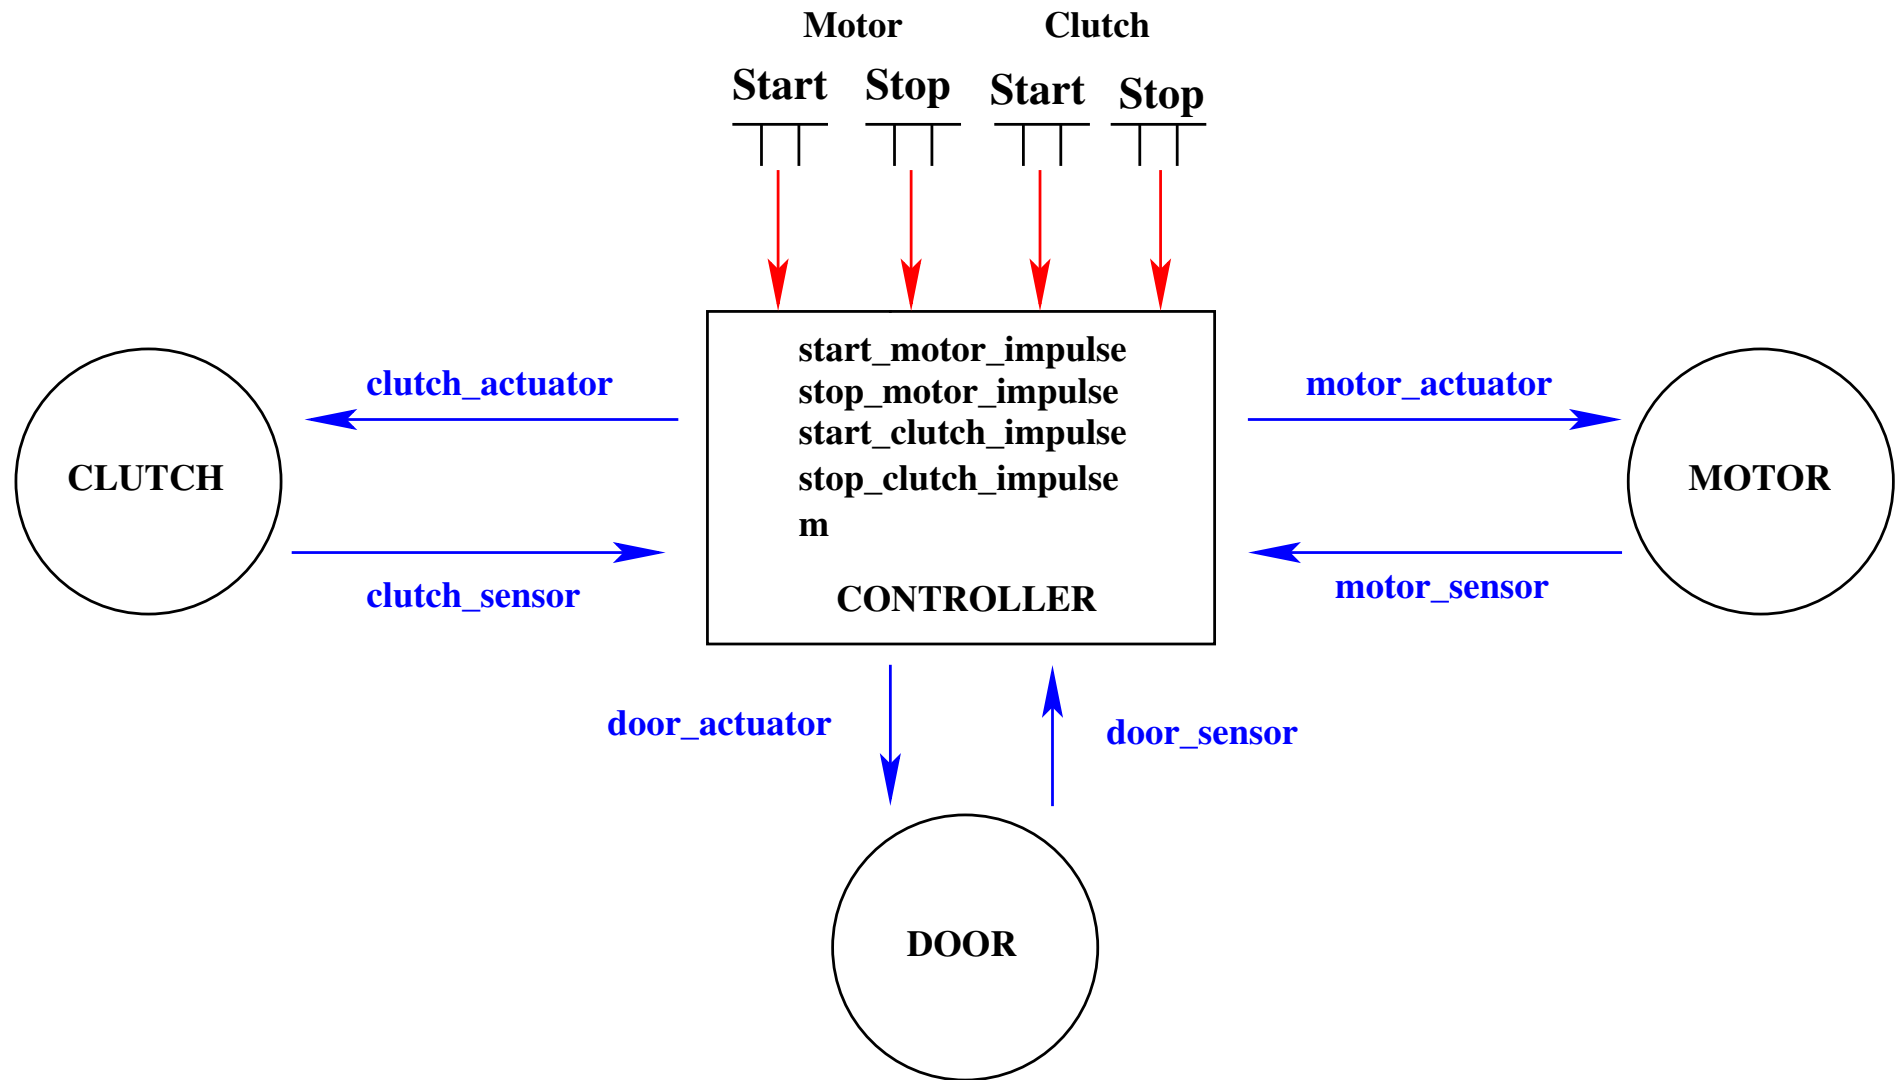 Motor Clutch
Start Stop Start Stop
start_motor_impulse
stop_motor_impulse
start_clutch_impulse
stop_clutch_impulse
m
CONTROLLER
clutch_actuator
CLUTCH
clutch_sensor
motor_actuator
MOTOR
motor_sensor
door_actuator
door_sensor
DOOR